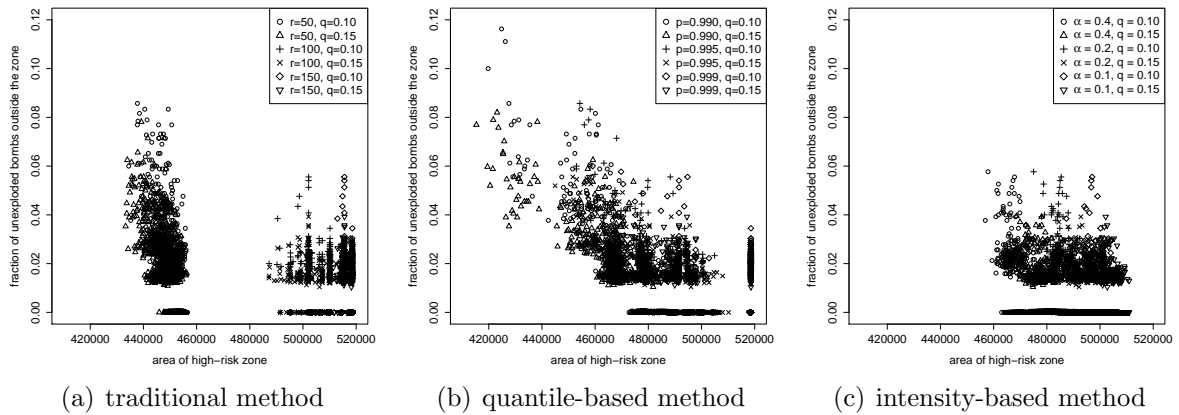 fraction of unexploded bombs outside the zone
0.12
0.10
0.08
0.06
0.04
0.02
0.00
r=50, q=0.10
r=50, q=0.15
r=100, q=0.10
r=100, q=0.15
r=150, q=0.10
r=150, q=0.15
420000 440000 460000 480000 500000 520000
area of high-risk zone
(a) traditional method
fraction of unexploded bombs outside the zone
0.12
0.10
0.08
0.06
0.04
0.02
0.00
p=0.990, q=0.10
p=0.990, q=0.15
p=0.995, q=0.10
p=0.995, q=0.15
p=0.999, q=0.10
p=0.999, q=0.15
420000 440000 460000 480000 500000 520000
area of high-risk zone
(b) quantile-based method
fraction of unexploded bombs outside the zone
0.12
0.10
0.08
0.06
0.04
0.02
0.00
α = 0.4, q = 0.10
α = 0.4, q = 0.15
α = 0.2, q = 0.10
α = 0.2, q = 0.15
α = 0.1, q = 0.10
α = 0.1, q = 0.15
420000 440000 460000 480000 500000 520000
area of high-risk zone
(c) intensity-based method